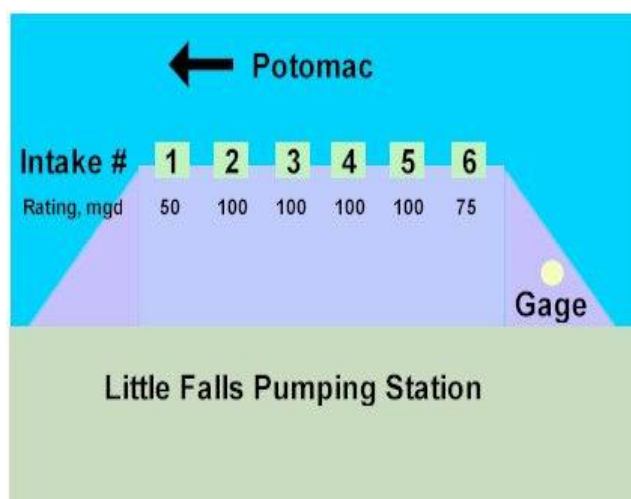 Potomac
Intake # 1 2 3 4 5 6
Rating, mgd 50 100 100 100 100 75
Gage
Little Falls Pumping Station